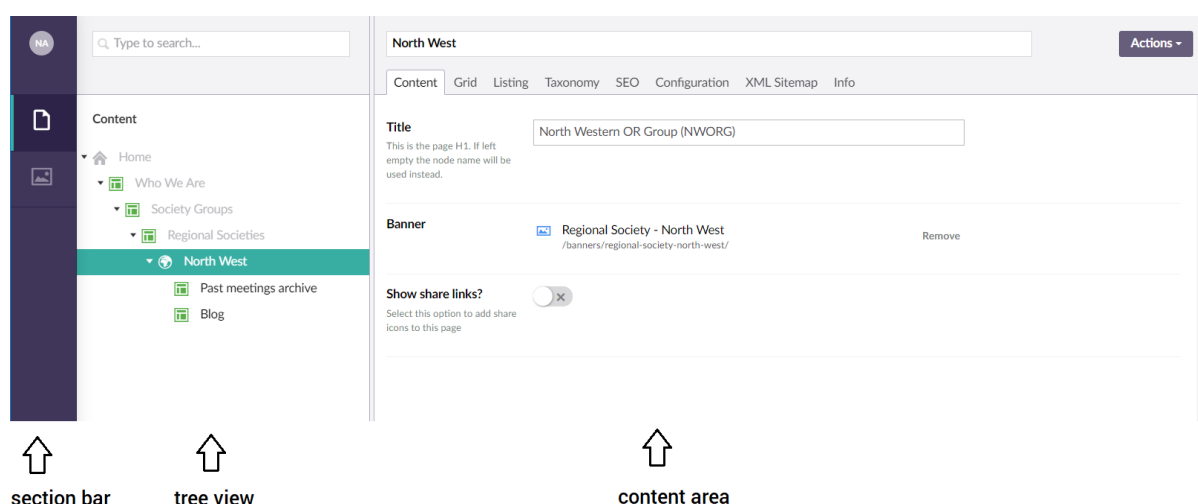 NA
Type to search...
Content
Home
Who We Are
Society Groups
Regional Societies
North West
Past meetings archive
Blog
North West
Actions
Content Grid Listing Taxonomy SEO Configuration XML Sitemap Info
Title
This is the page H1. If left
empty the node name will be
used instead.
North Western OR Group (NWORG)
Banner
Regional Society - North West
/banners/regional-society-north-west/
Remove
Show share links?
Select this option to add share
icons to this page
section bar
tree view
content area